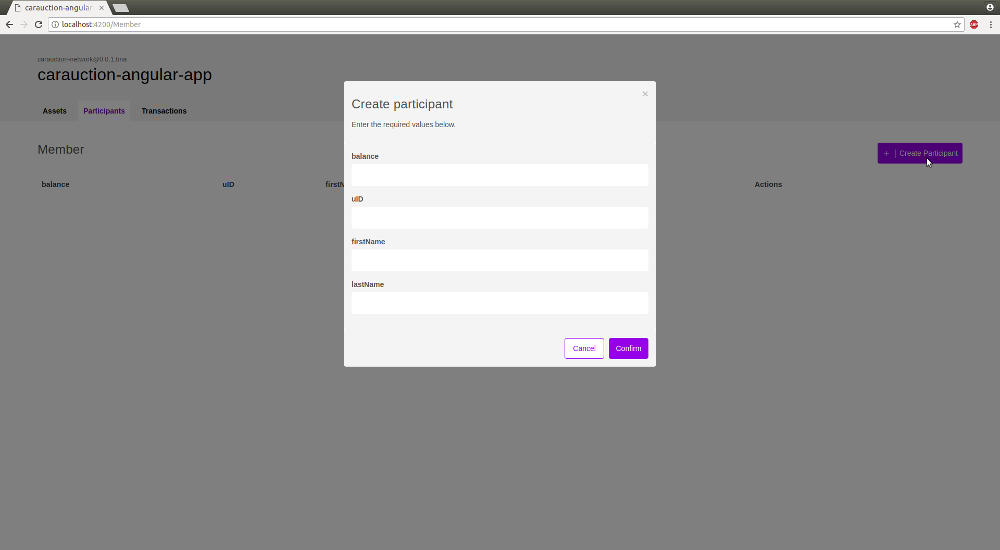 carauction-angular-
localhost:4200/Member
ABP
carauction-network@0.0.1.bna
carauction-angular-app
Assets Participants Transactions
Member
+ Create Participant
balance uID firstN Actions
×
Create participant
Enter the required values below.
balance
uID
firstName
lastName
Cancel Confirm